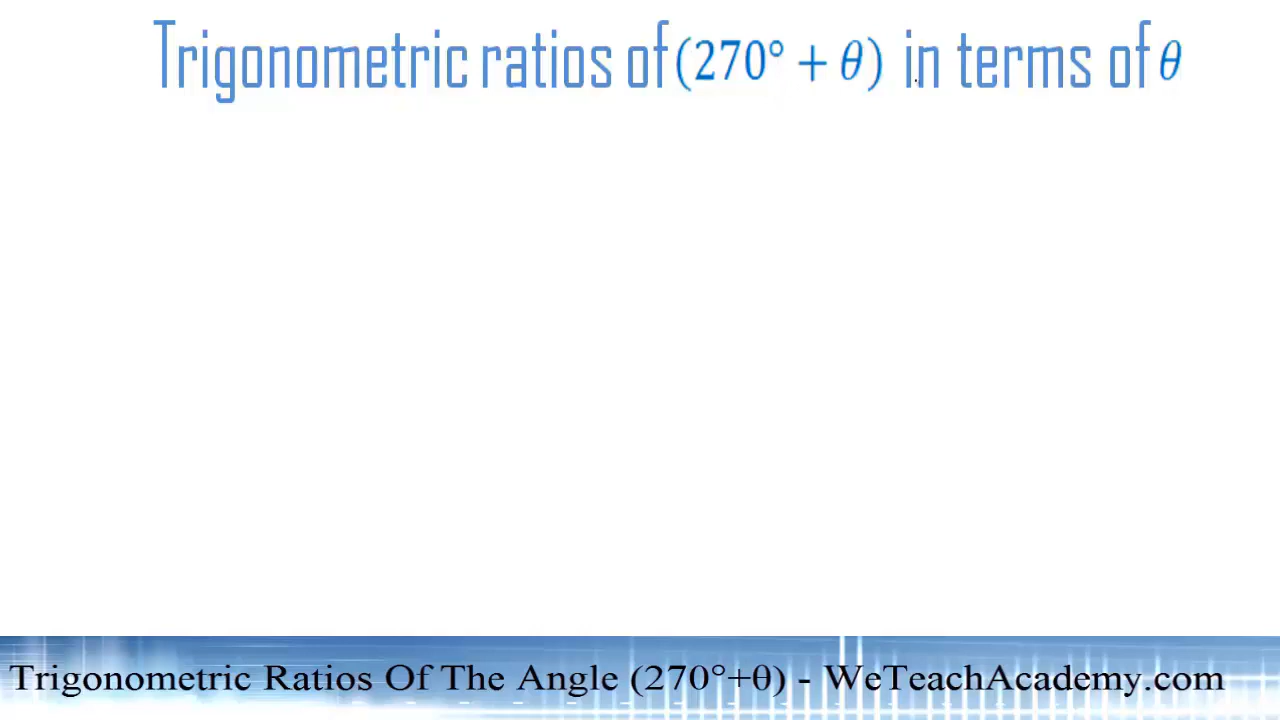 Trigonometric ratios of (270° + θ) in terms of θ
Trigonometric Ratios Of The Angle (270°+θ) - WeTeachAcademy.com